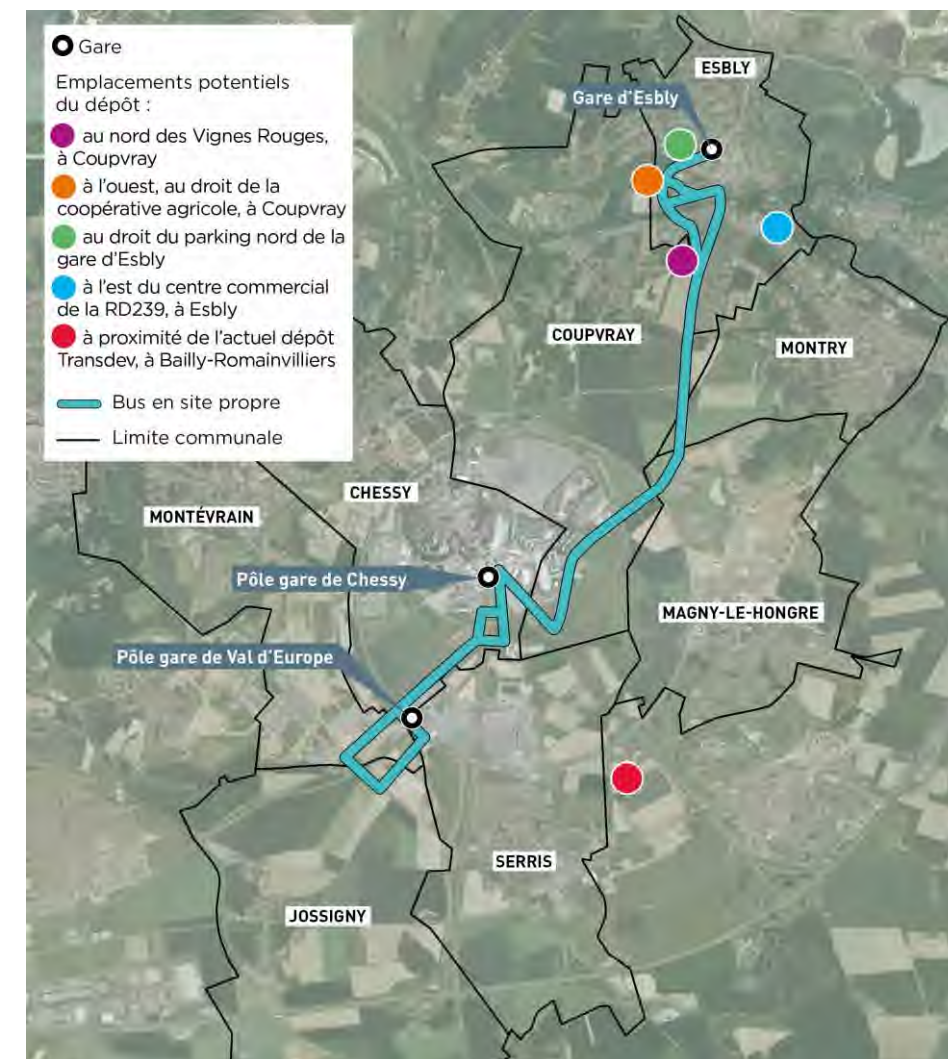 Gare
Emplacements potentiels
du dépôt :
au nord des Vignes Rouges,
à Coupvray
à l'ouest, au droit de la
coopérative agricole, à Coupvray
au droit du parking nord de la
gare d'Esbly
à l'est du centre commercial
de la RD239, à Esbly
à proximité de l'actuel dépôt
Transdev, à Bailly-Romainvilliers
Bus en site propre
Limite communale
ESBLY
Gare d'Esbly
COUPVRAY
MONTRY
CHESSY
MONTÉVRAIN
Pôle gare de Chessy
MAGNY-LE-HONGRE
Pôle gare de Val d'Europe
SERRIS
JOSSIGNY